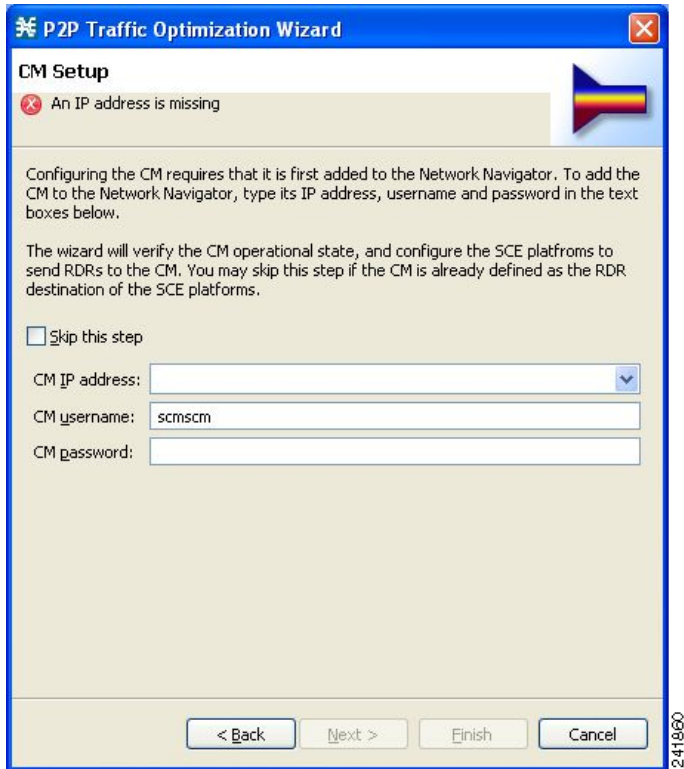 P2P Traffic Optimization Wizard
CM Setup
An IP address is missing
Configuring the CM requires that it is first added to the Network Navigator. To add the
CM to the Network Navigator, type its IP address, username and password in the text
boxes below.
The wizard will verify the CM operational state, and configure the SCE platfroms to
send RDRs to the CM. You may skip this step if the CM is already defined as the RDR
destination of the SCE platforms.
Skip this step
CM IP address:
CM username: scmscm
CM password:
< Back Next > Finish Cancel
241860